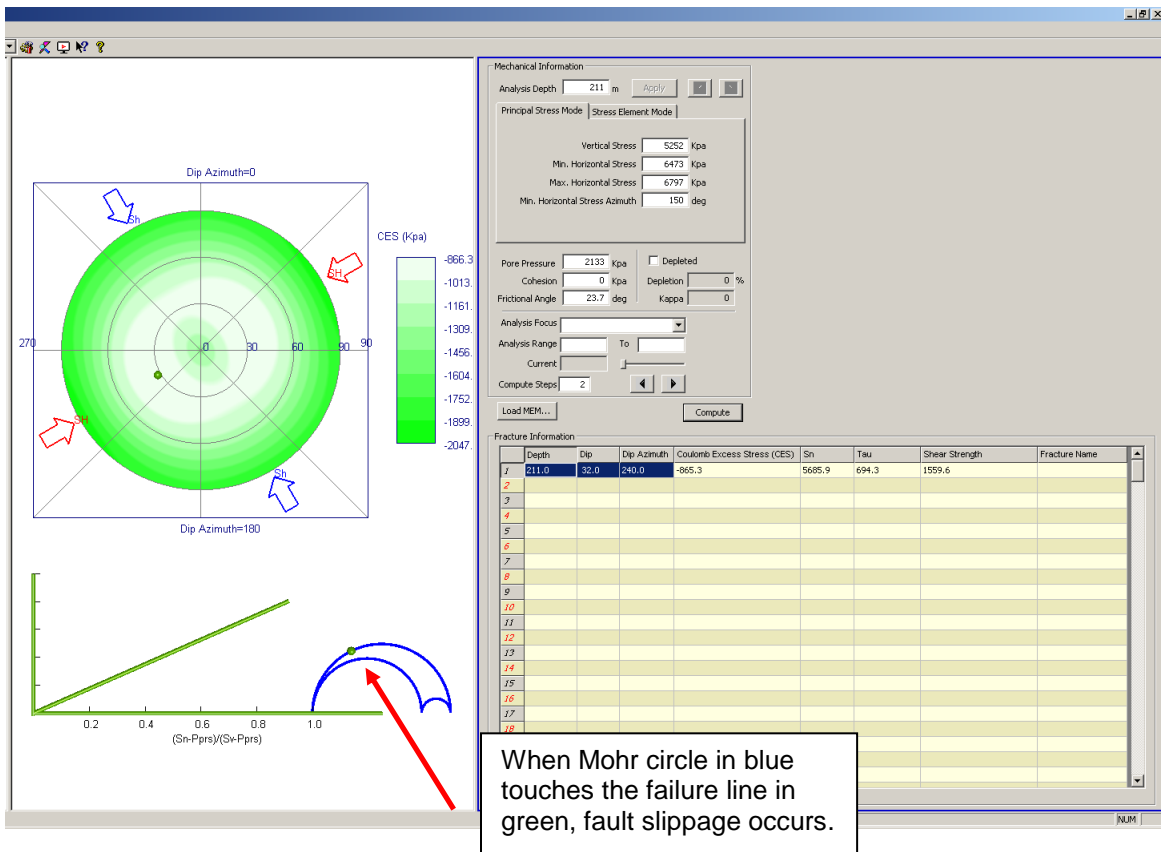 Dip Azimuth=0
Sh
SH
270
0 30 60 90 90
SH
Sh
Dip Azimuth=180
CES (Kpa)
-866.3
-1013.
-1161.
-1309.
-1456.
-1604.
-1752.
-1899.
-2047.
0.2 0.4 0.6 0.8 1.0
(Sn-Pprs)/(Sv-Pprs)
Mechanical Information
Analysis Depth 211 m Apply
Principal Stress Mode Stress Element Mode
Vertical Stress 5252 Kpa
Min. Horizontal Stress 6473 Kpa
Max. Horizontal Stress 6797 Kpa
Min. Horizontal Stress Azimuth 150 deg
Pore Pressure 2133 Kpa Depleted
Cohesion 0 Kpa Depletion 0 %
Frictional Angle 23.7 deg Kappa 0
Analysis Focus
Analysis Range To
Current
Compute Steps 2
Load MEM... Compute
Fracture Information
Depth Dip Dip Azimuth Coulomb Excess Stress (CES) Sn Tau Shear Strength Fracture Name
1 211.0 32.0 240.0 -865.3 5685.9 694.3 1559.6
2
3
4
5
6
7
8
9
10
11
12
13
14
15
16
17
18
When Mohr circle in blue
touches the failure line in
green, fault slippage occurs.
NUM